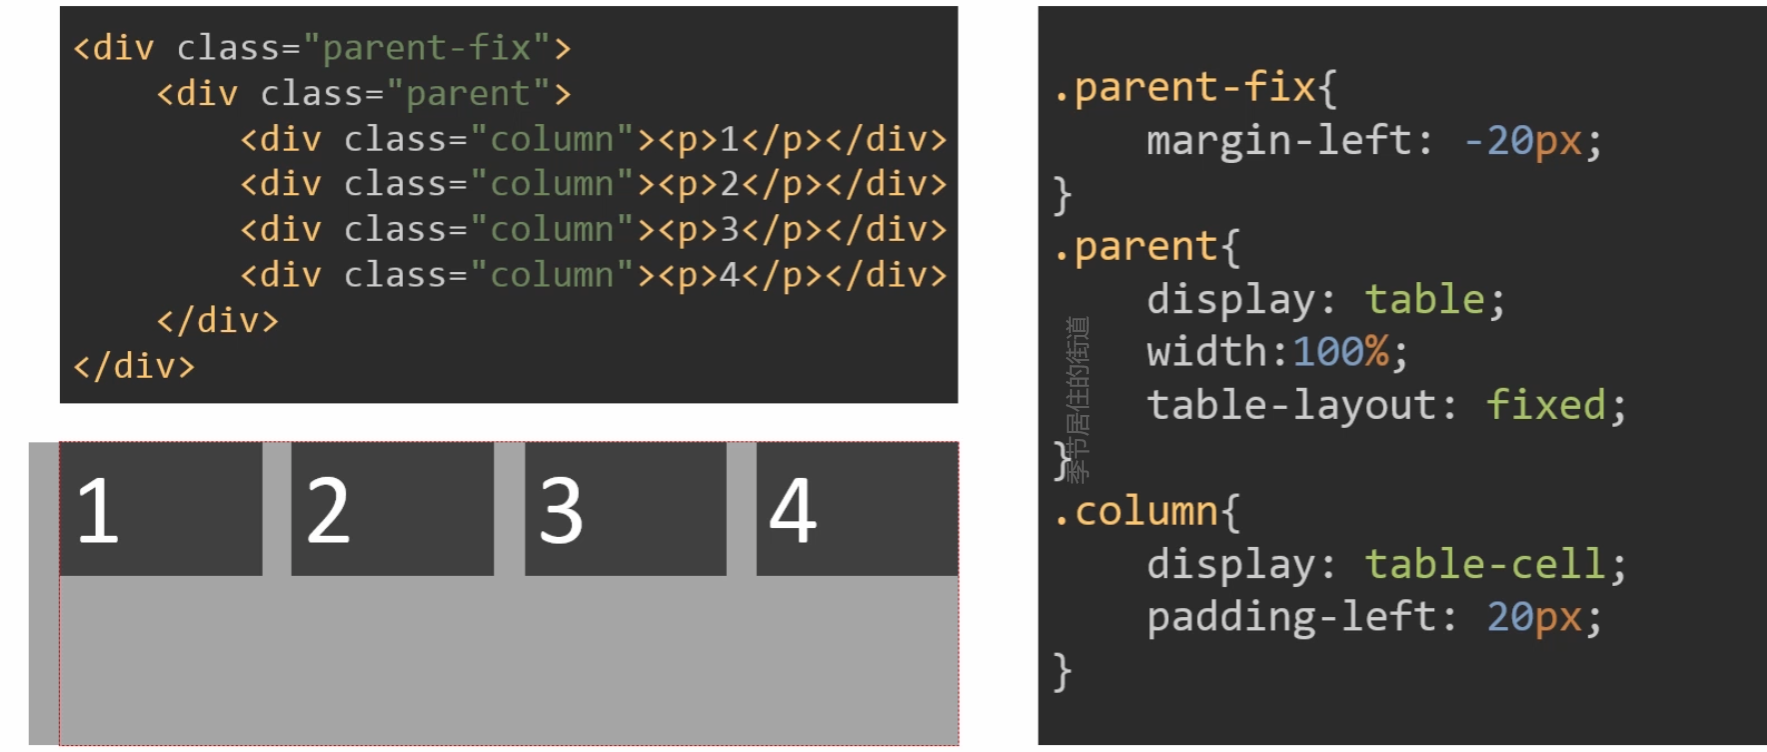 <div class="parent-fix">
    <div class="parent">
        <div class="column"><p>1</p></div>
        <div class="column"><p>2</p></div>
        <div class="column"><p>3</p></div>
        <div class="column"><p>4</p></div>
    </div>
</div>
1 2 3 4
.parent-fix{
    margin-left: -20px;
}
.parent{
    display: table;
    width:100%;
    table-layout: fixed;
}
.column{
    display: table-cell;
    padding-left: 20px;
}
季节居住的街道